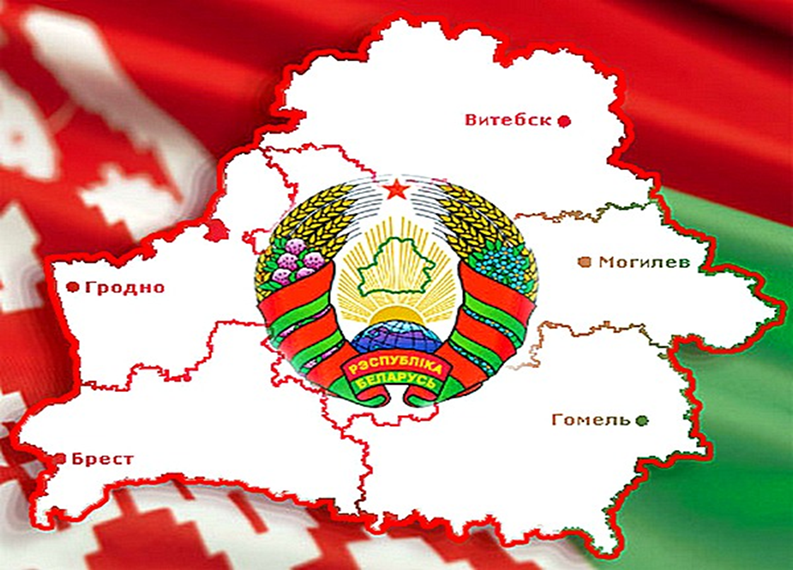 Витебск
Могилев
Гродно
РЭСПУБЛІКА
БЕЛАРУСЬ
Гомель
Брест